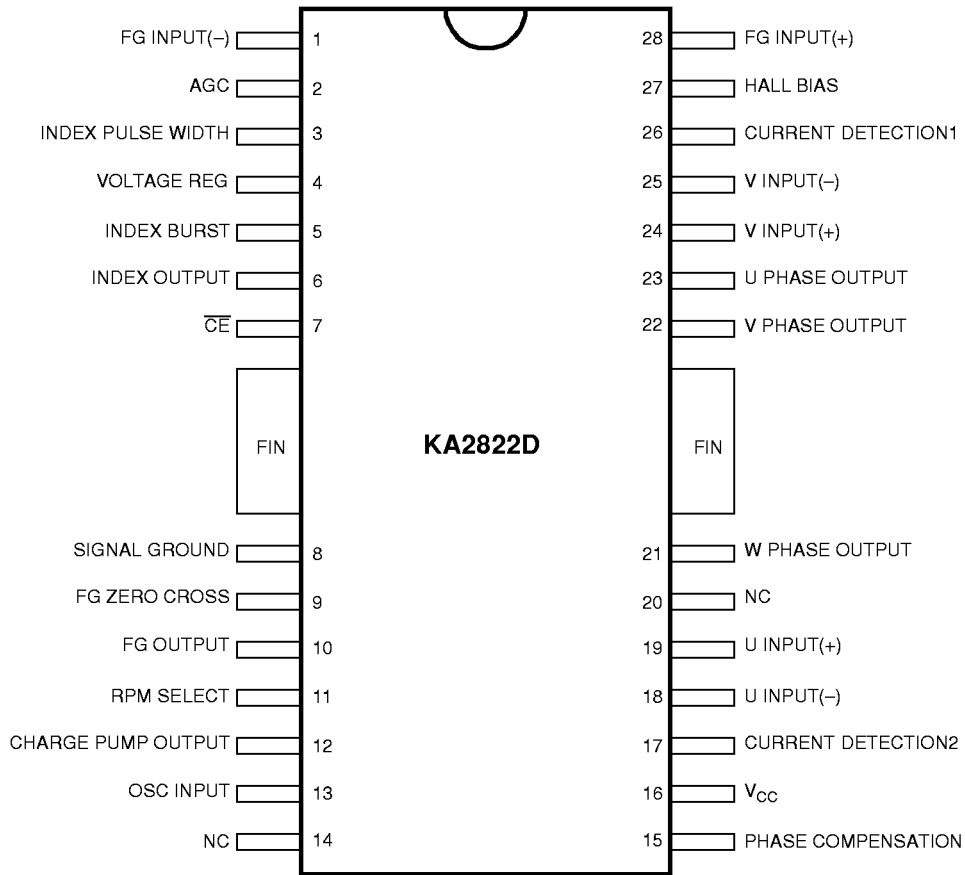 FG INPUT(–) 1 28 FG INPUT(+)
AGC 2 27 HALL BIAS
INDEX PULSE WIDTH 3 26 CURRENT DETECTION1
VOLTAGE REG 4 25 V INPUT(–)
INDEX BURST 5 24 V INPUT(+)
INDEX OUTPUT 6 23 U PHASE OUTPUT
C̅E̅ 7 22 V PHASE OUTPUT
FIN KA2822D FIN
SIGNAL GROUND 8 21 W PHASE OUTPUT
FG ZERO CROSS 9 20 NC
FG OUTPUT 10 19 U INPUT(+)
RPM SELECT 11 18 U INPUT(–)
CHARGE PUMP OUTPUT 12 17 CURRENT DETECTION2
OSC INPUT 13 16 VCC
NC 14 15 PHASE COMPENSATION